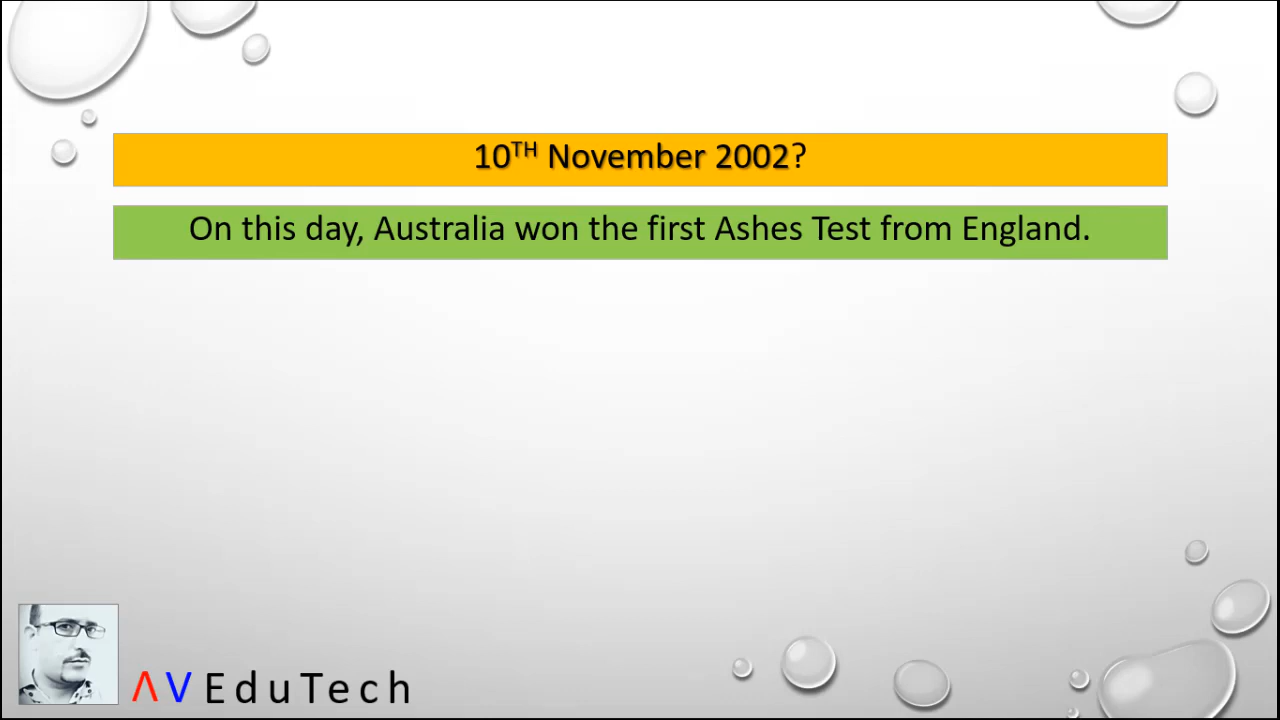 10TH November 2002?
On this day, Australia won the first Ashes Test from England.
ΛV EduTech